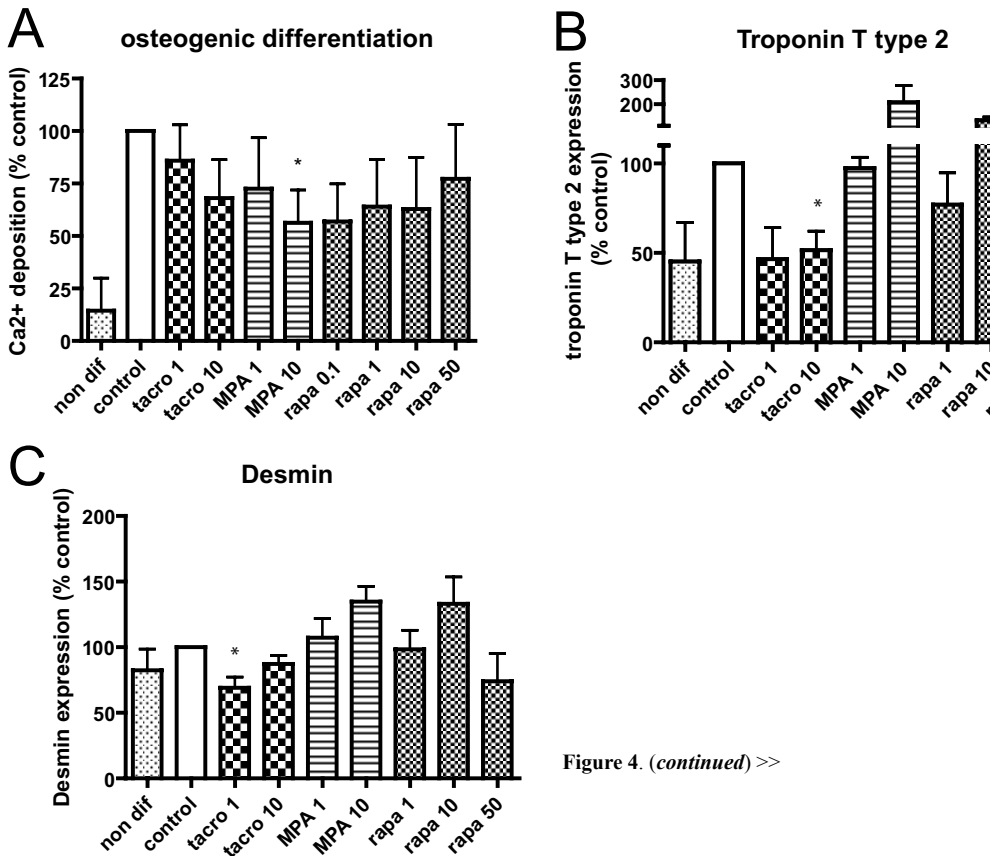 A
osteogenic differentiation
Ca2+ deposition (% control)
125
100
75
50
25
0
*
non dif
control
tacro 1
tacro 10
MPA 1
MPA 10
rapa 0.1
rapa 1
rapa 10
rapa 50
B
Troponin T type 2
troponin T type 2 expression
(% control)
300
200
100
50
0
*
non dif
control
tacro 1
tacro 10
MPA 1
MPA 10
rapa 1
rapa 10
C
Desmin
Desmin expression (% control)
200
150
100
50
0
*
non dif
control
tacro 1
tacro 10
MPA 1
MPA 10
rapa 1
rapa 10
rapa 50
Figure 4. (continued) >>